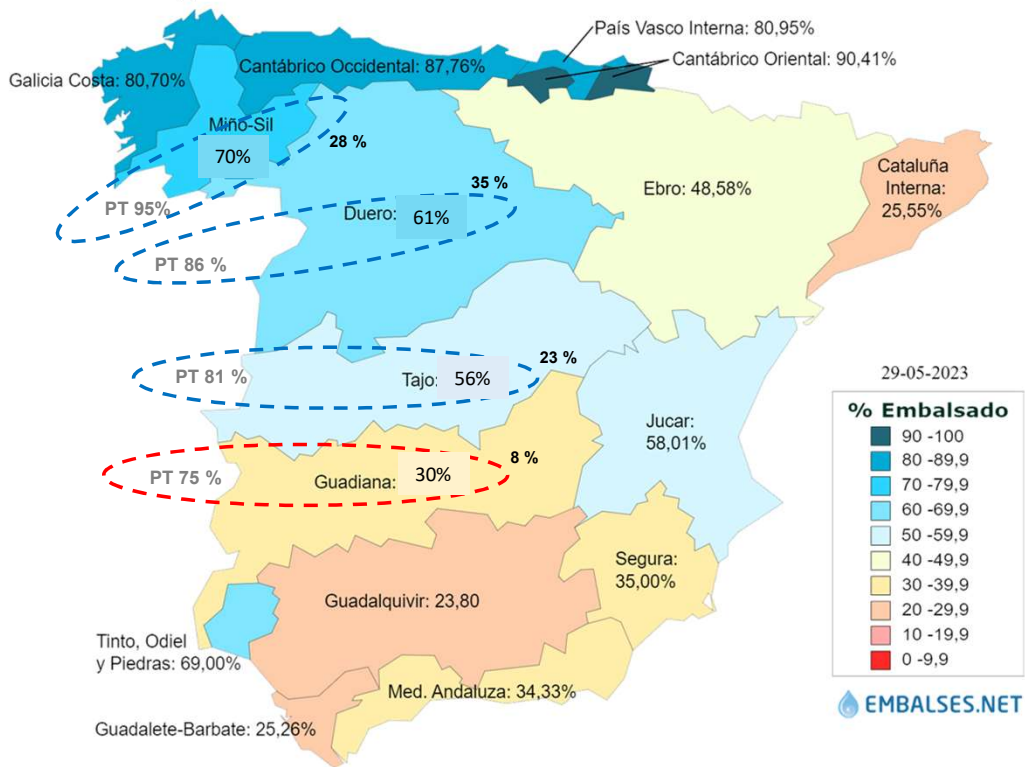 País Vasco Interna: 80,95%
Cantábrico Oriental: 90,41%
Cantábrico Occidental: 87,76%
Galicia Costa: 80,70%
Miño-Sil
70%
28 %
PT 95%
35 %
Duero:
61%
PT 86 %
Ebro: 48,58%
Cataluña
Interna:
25,55%
23 %
PT 81 %
Tajo:
56%
Jucar:
58,01%
8 %
PT 75 %
Guadiana:
30%
Segura:
35,00%
Guadalquivir: 23,80
Tinto, Odiel
y Piedras: 69,00%
Med. Andaluza: 34,33%
Guadalete-Barbate: 25,26%
29-05-2023
% Embalsado
90 -100
80 -89,9
70 -79,9
60 -69,9
50 -59,9
40 -49,9
30 -39,9
20 -29,9
10 -19,9
0 -9,9
EMBALSES.NET